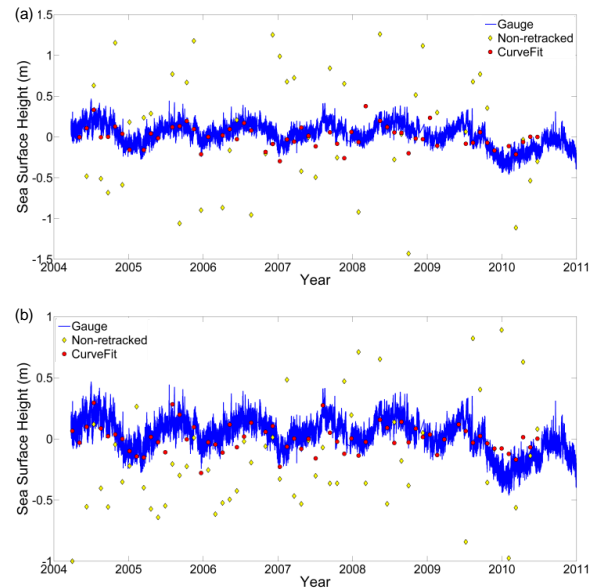 (a)
1.5
1
0.5
0
-0.5
-1
-1.5
Sea Surface Height (m)
Gauge
Non-retracked
CurveFit
2004 2005 2006 2007 2008 2009 2010 2011
Year
(b)
1
0.5
0
-0.5
-1
Sea Surface Height (m)
Gauge
Non-retracked
CurveFit
2004 2005 2006 2007 2008 2009 2010 2011
Year